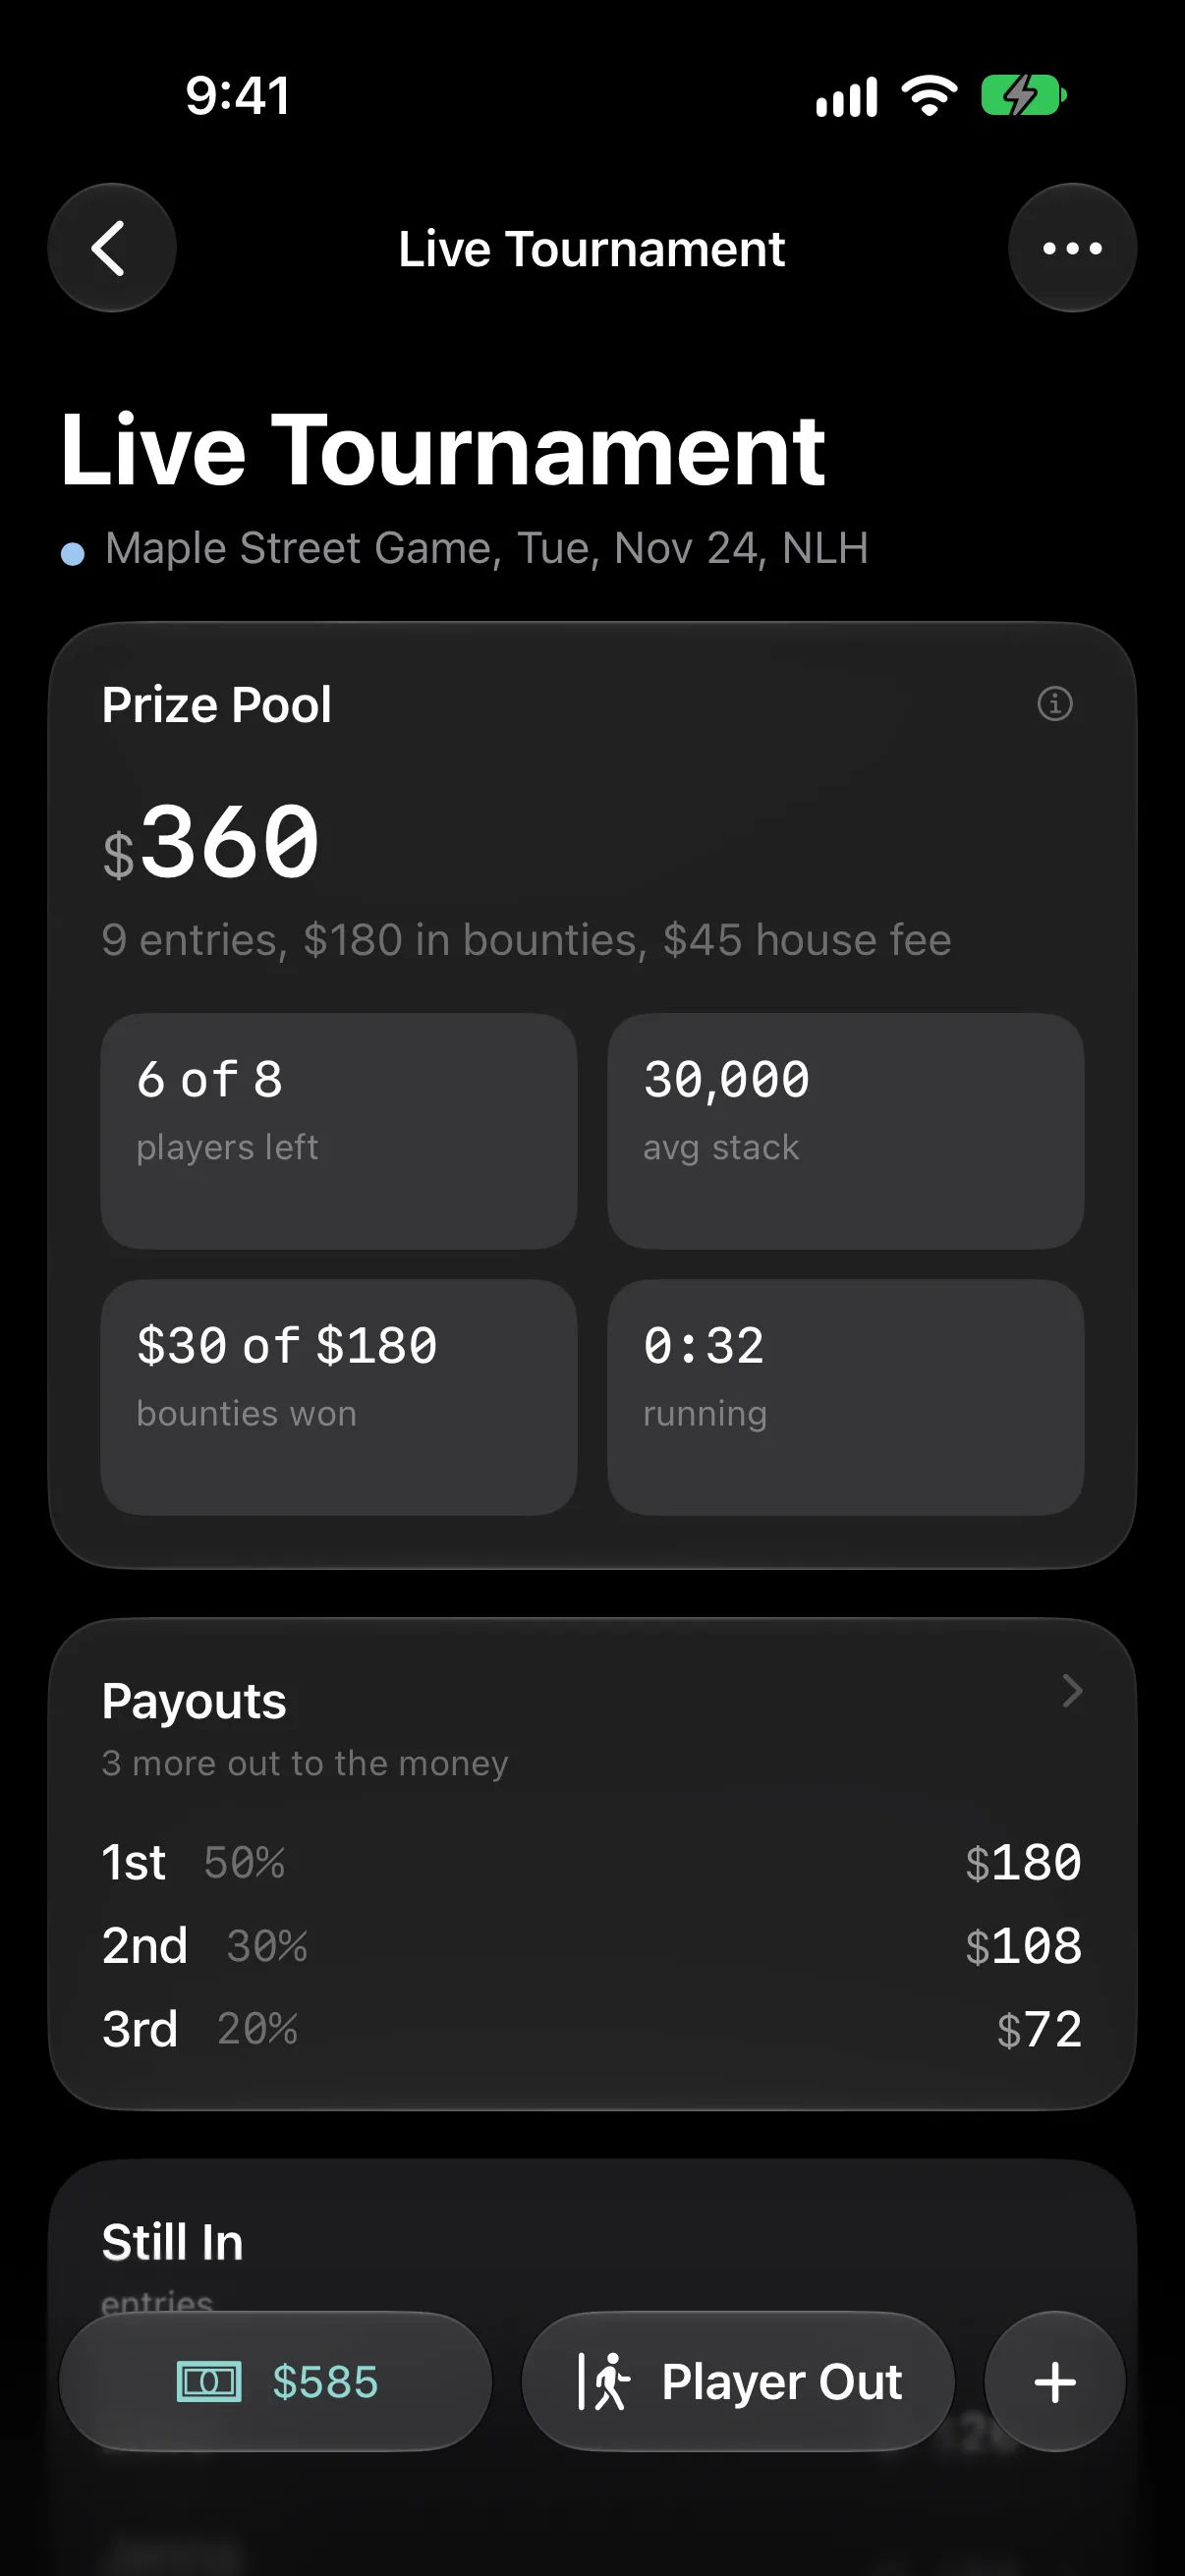 9:41
Live Tournament
Live Tournament
Maple Street Game, Tue, Nov 24, NLH
Prize Pool
$360
9 entries, $180 in bounties, $45 house fee
6 of 8
players left
30,000
avg stack
$30 of $180
bounties won
0:32
running
Payouts
3 more out to the money
1st 50% $180
2nd 30% $108
3rd 20% $72
Still In
entries
$585
Player Out